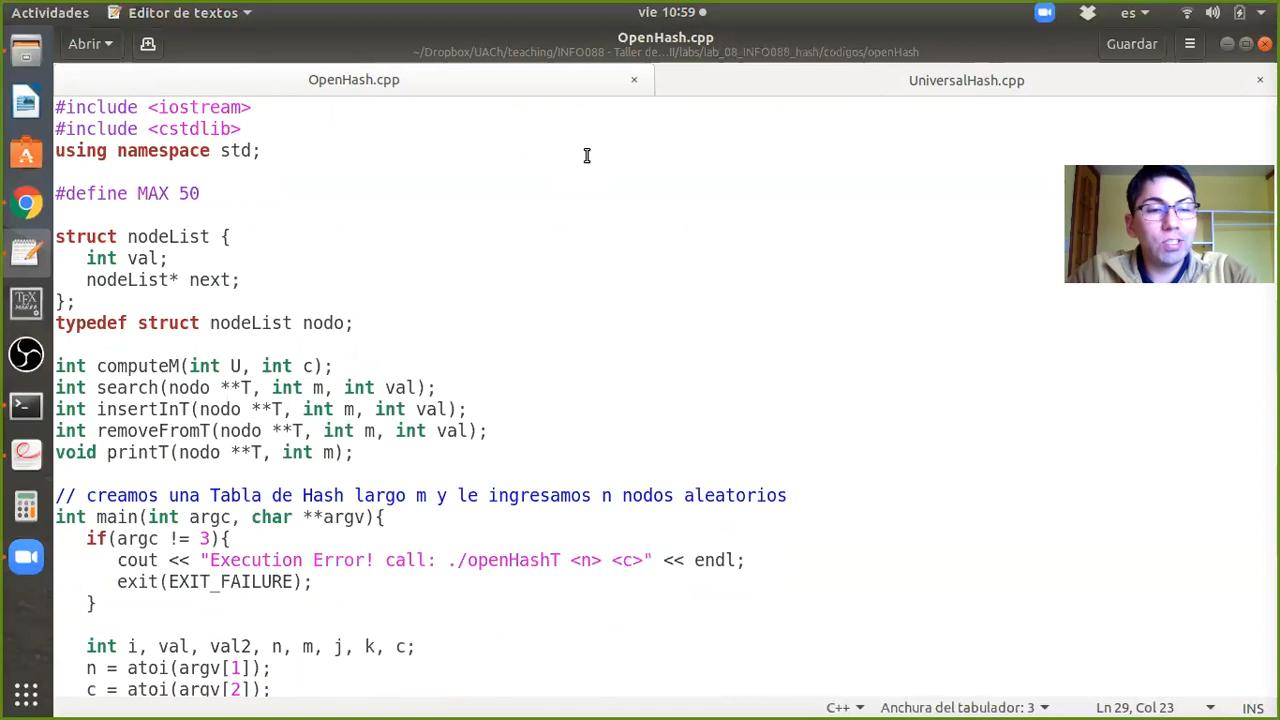 Actividades
Editor de textos
vie 10:59
es
Abrir
OpenHash.cpp
~/Dropbox/UACh/teaching/INFO088 - Taller de…II/labs/lab_08_INFO088_hash/codigos/openHash
Guardar
OpenHash.cpp ×
UniversalHash.cpp ×
#include <iostream>
#include <cstdlib>
using namespace std;
#define MAX 50
struct nodeList {
int val;
nodeList* next;
};
typedef struct nodeList nodo;
int computeM(int U, int c);
int search(nodo **T, int m, int val);
int insertInT(nodo **T, int m, int val);
int removeFromT(nodo **T, int m, int val);
void printT(nodo **T, int m);
// creamos una Tabla de Hash largo m y le ingresamos n nodos aleatorios
int main(int argc, char **argv){
if(argc != 3){
cout << "Execution Error! call: ./openHashT <n> <c>" << endl;
exit(EXIT_FAILURE);
}
int i, val, val2, n, m, j, k, c;
n = atoi(argv[1]);
c = atoi(argv[2]);
C++
Anchura del tabulador: 3
Ln 29, Col 23
INS